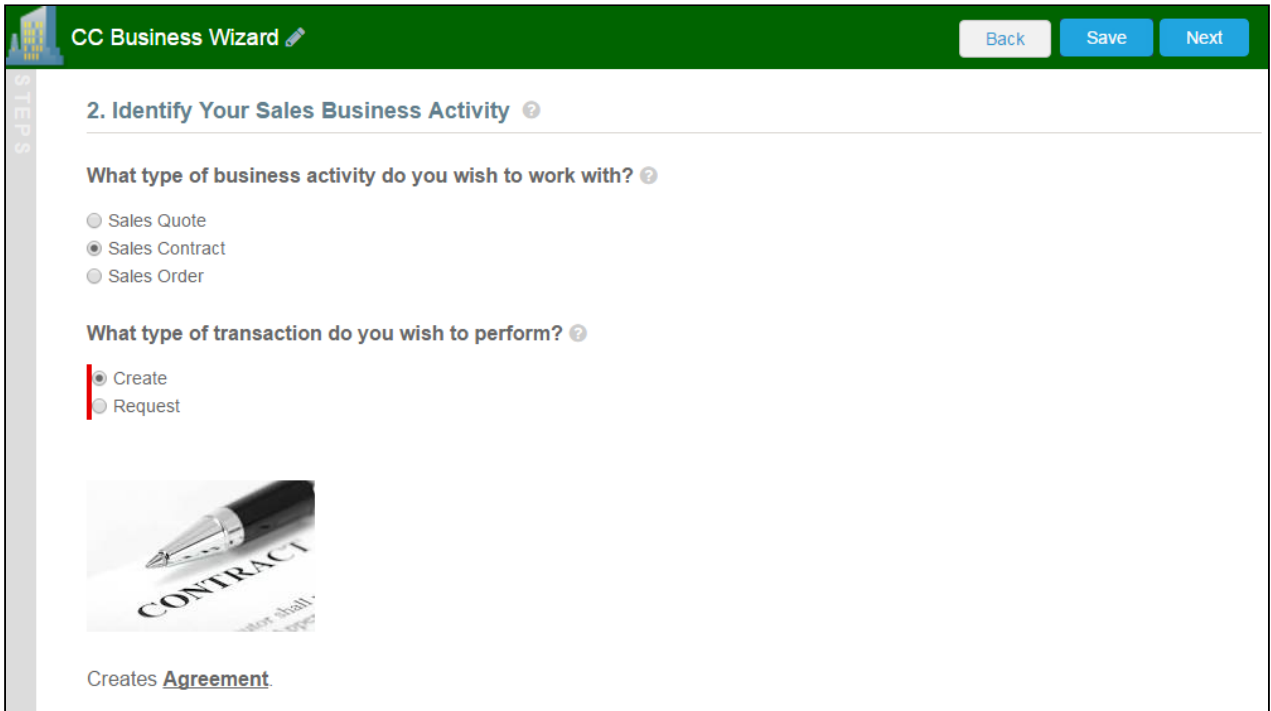 CC Business Wizard
Back
Save
Next
STEPS
2. Identify Your Sales Business Activity ?
What type of business activity do you wish to work with? ?
Sales Quote
Sales Contract
Sales Order
What type of transaction do you wish to perform? ?
Create
Request
CONTRACT
shall
Creates Agreement.